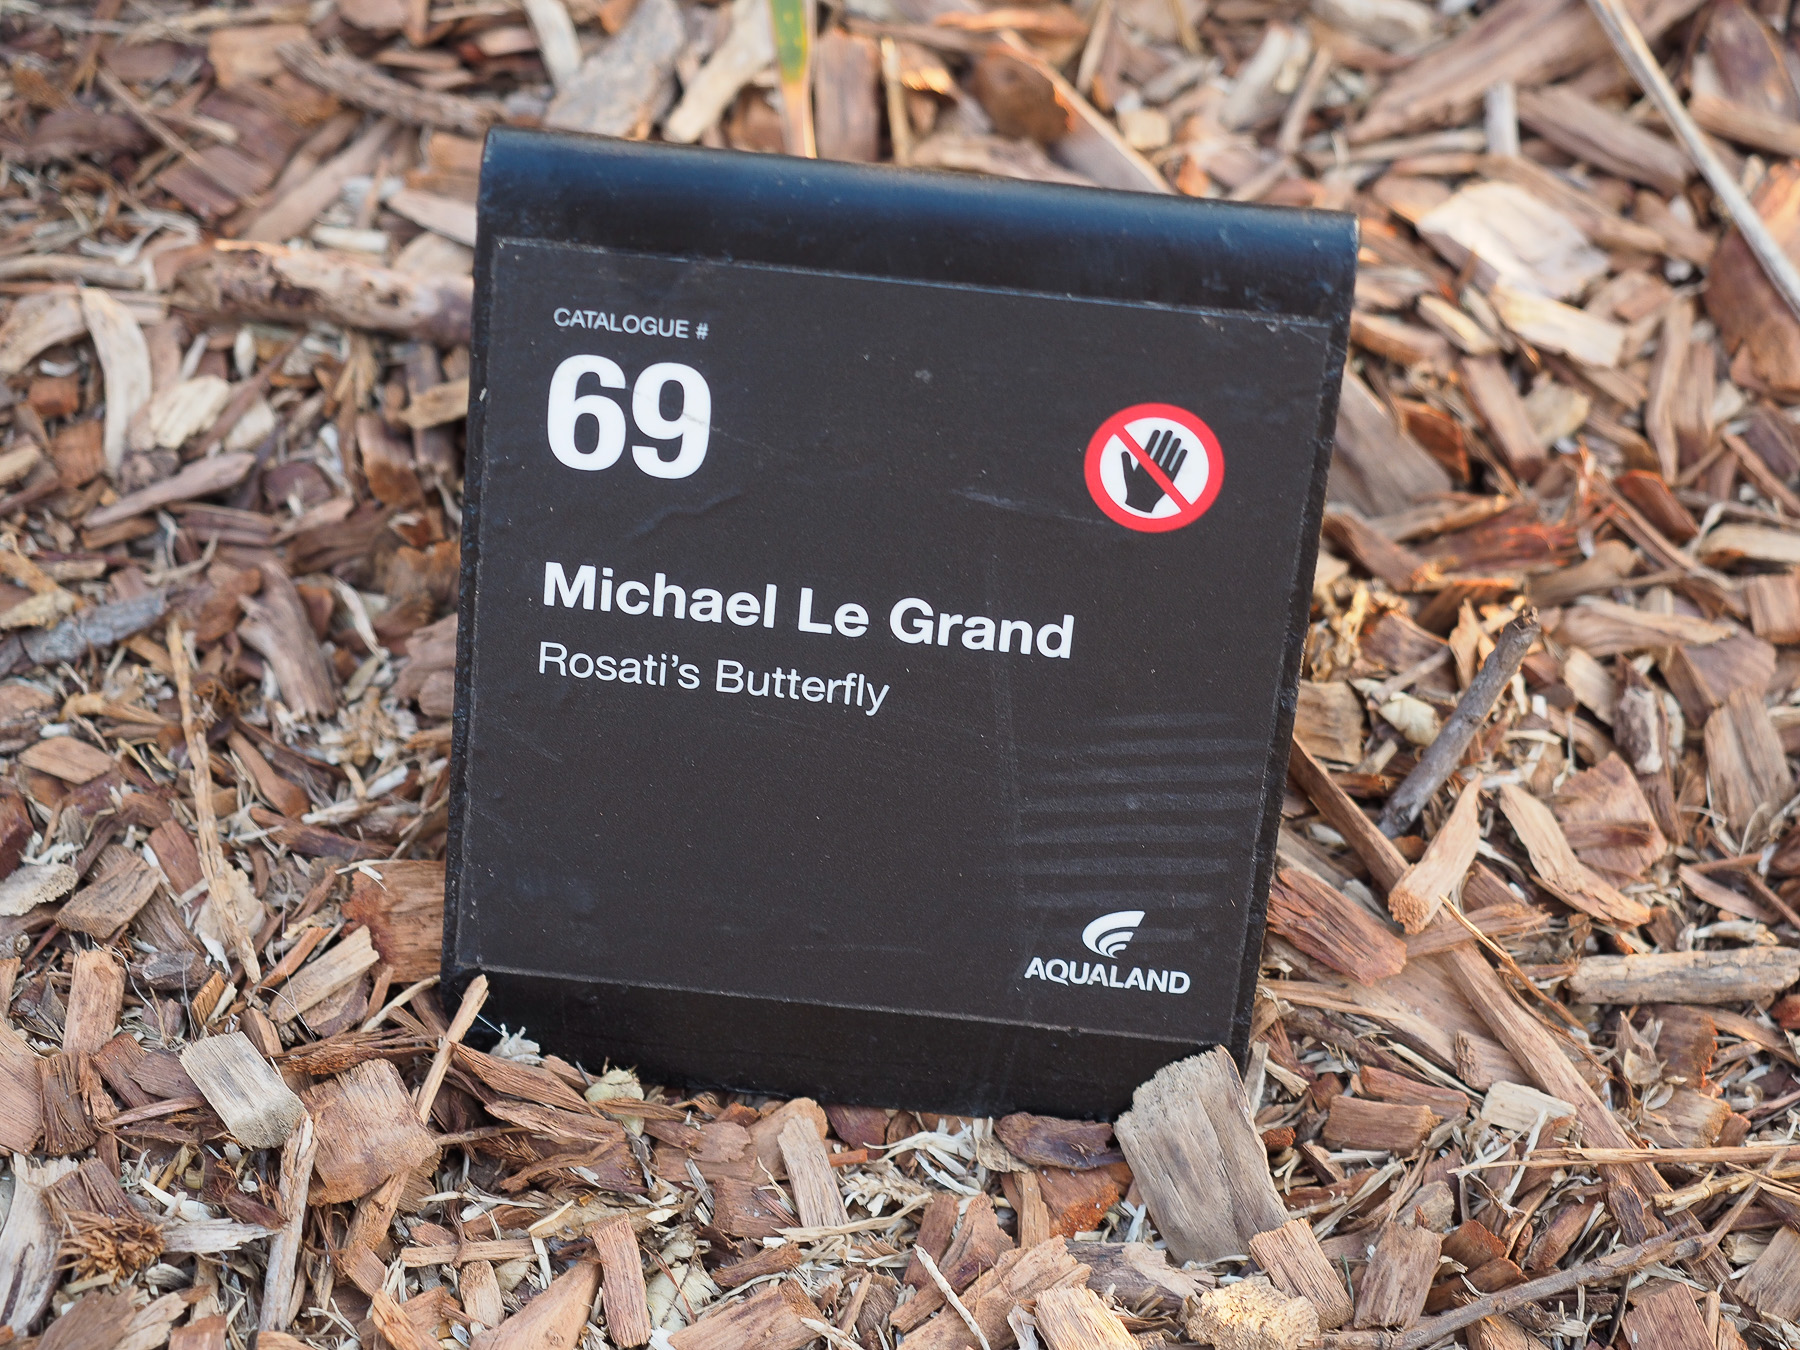 CATALOGUE #
69
Michael Le Grand
Rosati’s Butterfly
AQUALAND